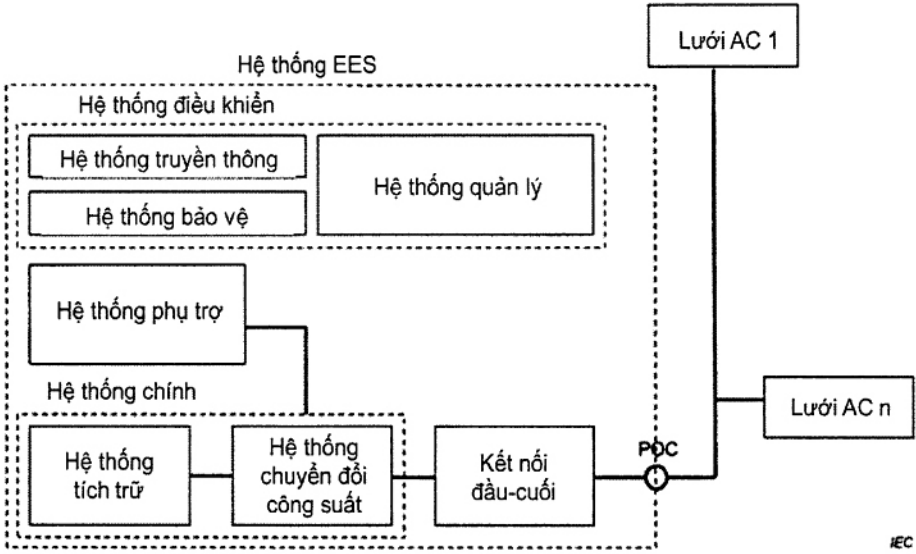 Lưới AC 1
Hệ thống EES
Hệ thống điều khiển
Hệ thống truyền thông
Hệ thống quản lý
Hệ thống bảo vệ
Hệ thống phụ trợ
Hệ thống chính
Lưới AC n
Hệ thống
tích trữ
Hệ thống
chuyển đổi
công suất
Kết nối
đầu-cuối
POC
IEC